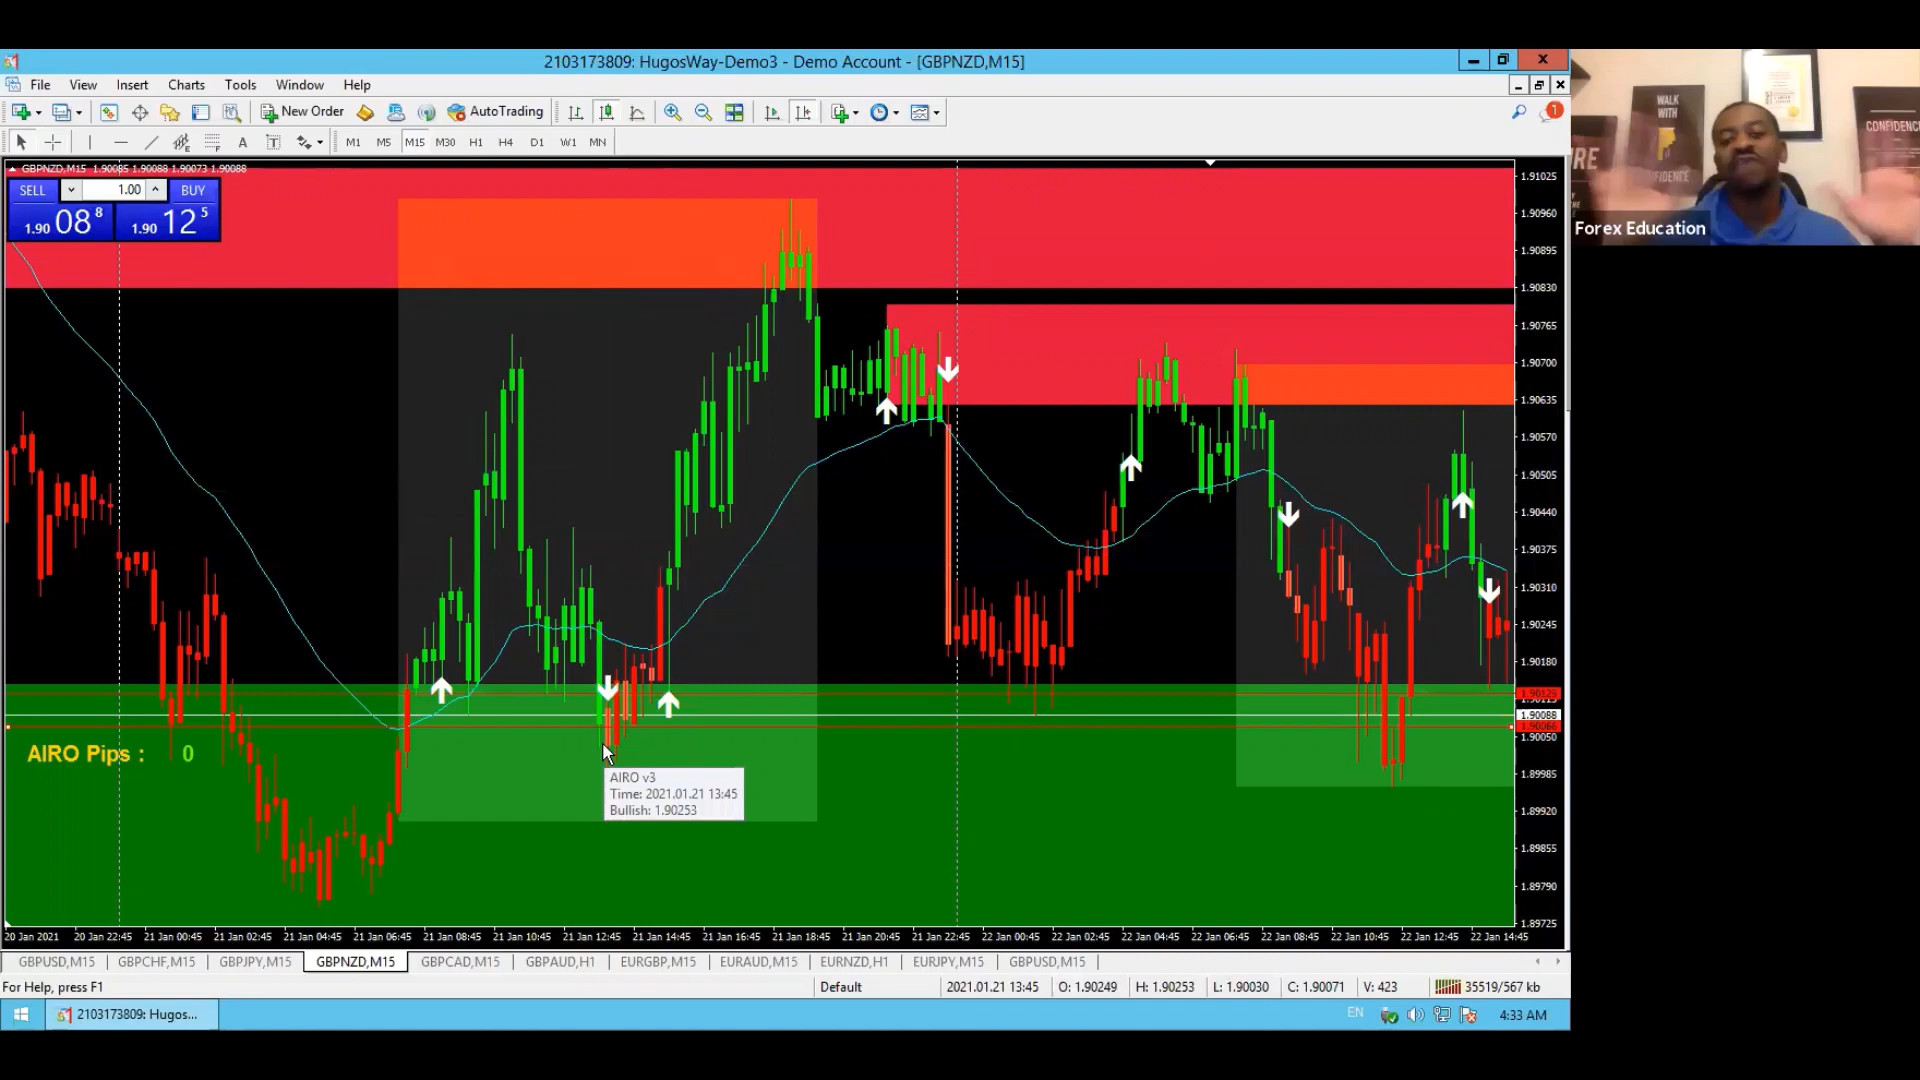 2103173809: HugosWay-Demo3 - Demo Account - [GBPNZD,M15]
File View Insert Charts Tools Window Help
New Order AutoTrading 1
A T M1 M5 M15 M30 H1 H4 D1 W1 MN
GBPNZD,M15 1.90085 1.90088 1.90073 1.90088
SELL 1.00 BUY
1.90 08 8 1.90 12 5
1.91025
1.90960
1.90895
1.90830
1.90765
1.90700
1.90635
1.90570
1.90505
1.90440
1.90375
1.90310
1.90245
1.90180
1.90125
1.90088
1.90066
1.90050
1.89985
1.89920
1.89855
1.89790
1.89725
AIRO Pips : 0
AIRO v3
Time: 2021.01.21 13:45
Bullish: 1.90253
20 Jan 2021 20 Jan 22:45 21 Jan 00:45 21 Jan 02:45 21 Jan 04:45 21 Jan 06:45 21 Jan 08:45 21 Jan 10:45 21 Jan 12:45 21 Jan 14:45 21 Jan 16:45 21 Jan 18:45 21 Jan 20:45 21 Jan 22:45 22 Jan 00:45 22 Jan 02:45 22 Jan 04:45 22 Jan 06:45 22 Jan 08:45 22 Jan 10:45 22 Jan 12:45 22 Jan 14:45
GBPUSD,M15 GBPCHF,M15 GBPJPY,M15 GBPNZD,M15 GBPCAD,M15 GBPAUD,H1 EURGBP,M15 EURAUD,M15 EURNZD,H1 EURJPY,M15 GBPUSD,M15
For Help, press F1 Default 2021.01.21 13:45 O: 1.90249 H: 1.90253 L: 1.90030 C: 1.90071 V: 423 35519/567 kb
2103173809: Hugos... EN 4:33 AM
WALK
WITH
CONFIDENCE
Forex Education